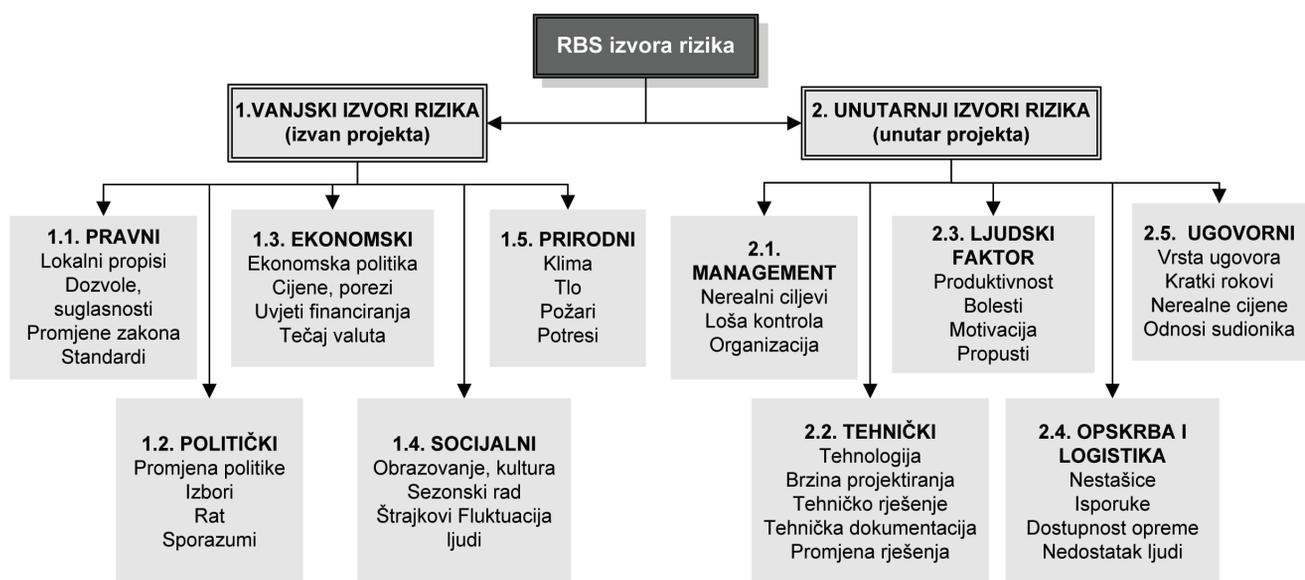 RBS izvora rizika
1.VANJSKI IZVORI RIZIKA
(izvan projekta)
2. UNUTARNJI IZVORI RIZIKA
(unutar projekta)
1.1. PRAVNI
Lokalni propisi
Dozvole,
suglasnosti
Promjene zakona
Standardi
1.2. POLITIČKI
Promjena politike
Izbori
Rat
Sporazumi
1.3. EKONOMSKI
Ekonomska politika
Cijene, porezi
Uvjeti financiranja
Tečaj valuta
1.4. SOCIJALNI
Obrazovanje, kultura
Sezonski rad
Štrajkovi Fluktuacija
ljudi
1.5. PRIRODNI
Klima
Tlo
Požari
Potresi
2.1.
MANAGEMENT
Nerealni ciljevi
Loša kontrola
Organizacija
2.2. TEHNIČKI
Tehnologija
Brzina projektiranja
Tehničko rješenje
Tehnička dokumentacija
Promjena rješenja
2.3. LJUDSKI
FAKTOR
Produktivnost
Bolesti
Motivacija
Propusti
2.4. OPSKRBA I
LOGISTIKA
Nestašice
Isporuke
Dostupnost opreme
Nedostatak ljudi
2.5. UGOVORNI
Vrsta ugovora
Kratki rokovi
Nerealne cijene
Odnosi sudionika